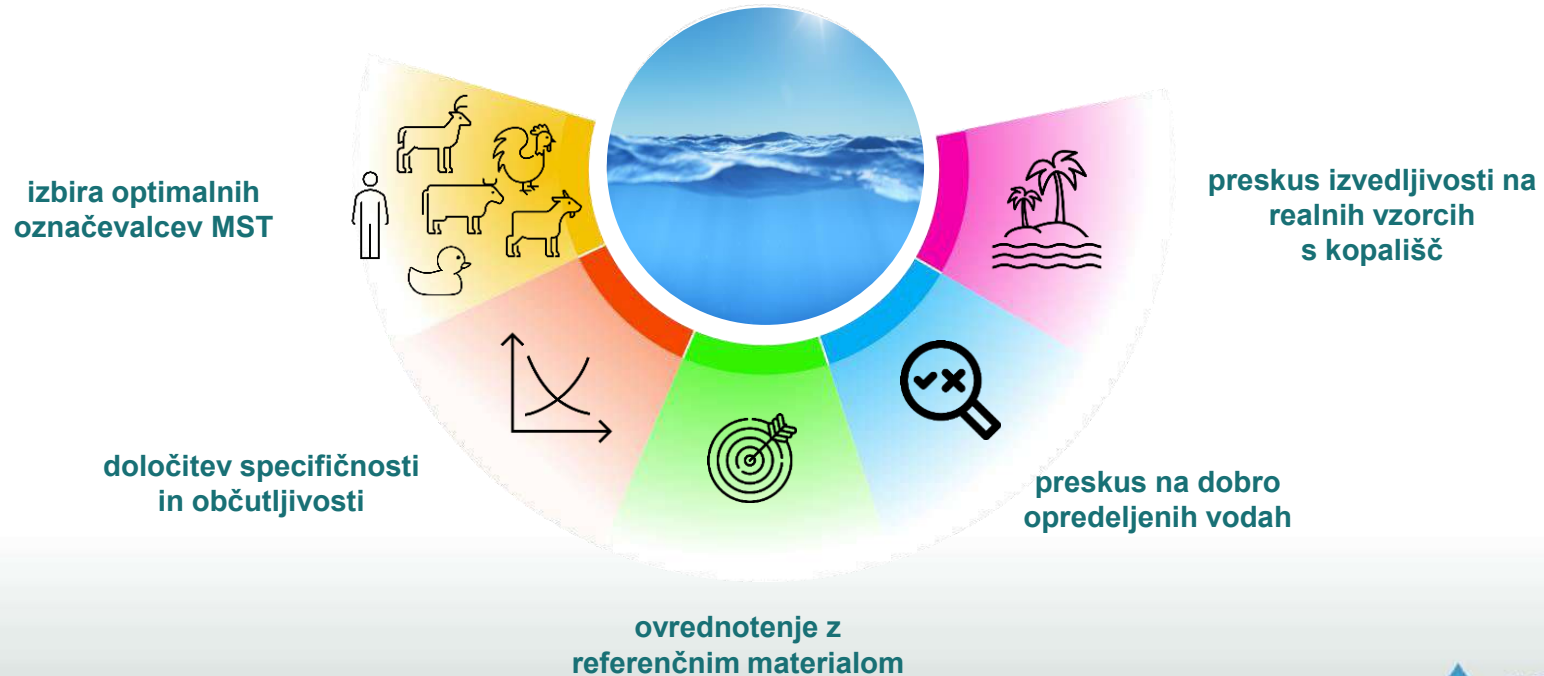 izbira optimalnih
označevalcev MST
določitev specifičnosti
in občutljivosti
ovrednotenje z
referenčnim materialom
preskus na dobro
opredeljenih vodah
preskus izvedljivosti na
realnih vzorcih
s kopališč